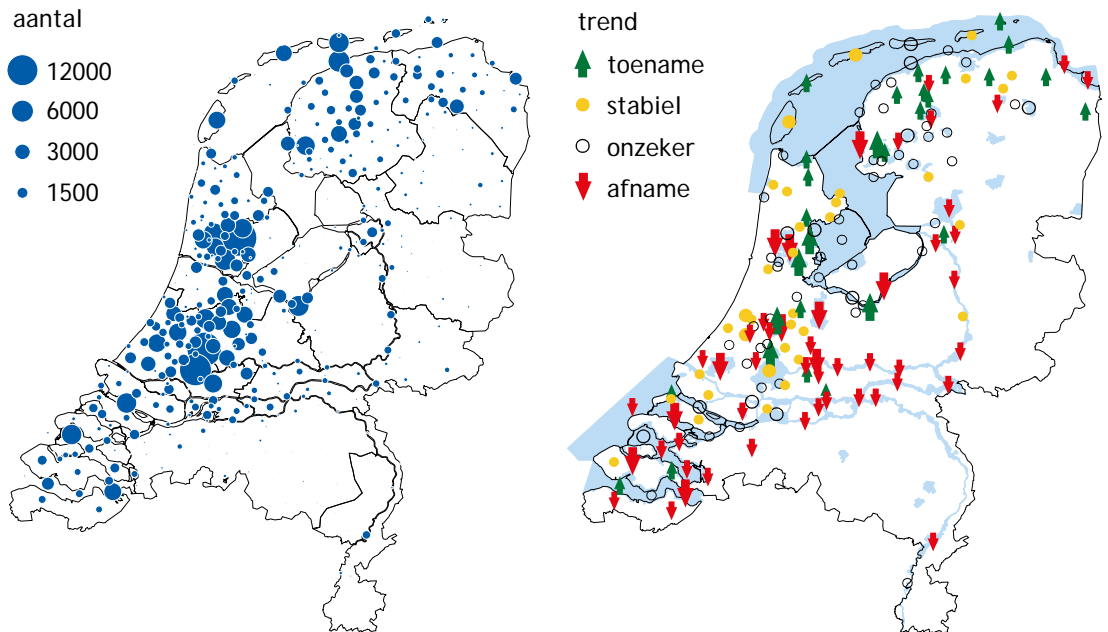 aantal
12000
6000
3000
1500
trend
toename
stabiel
onzeker
afname